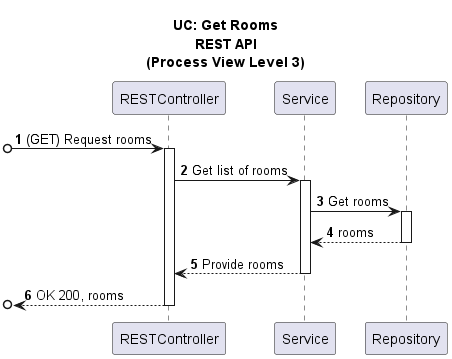 UC: Get Rooms
REST API
(Process View Level 3)
RESTController
Service
Repository
1 (GET) Request rooms
2 Get list of rooms
3 Get rooms
4 rooms
5 Provide rooms
6 OK 200, rooms
RESTController
Service
Repository